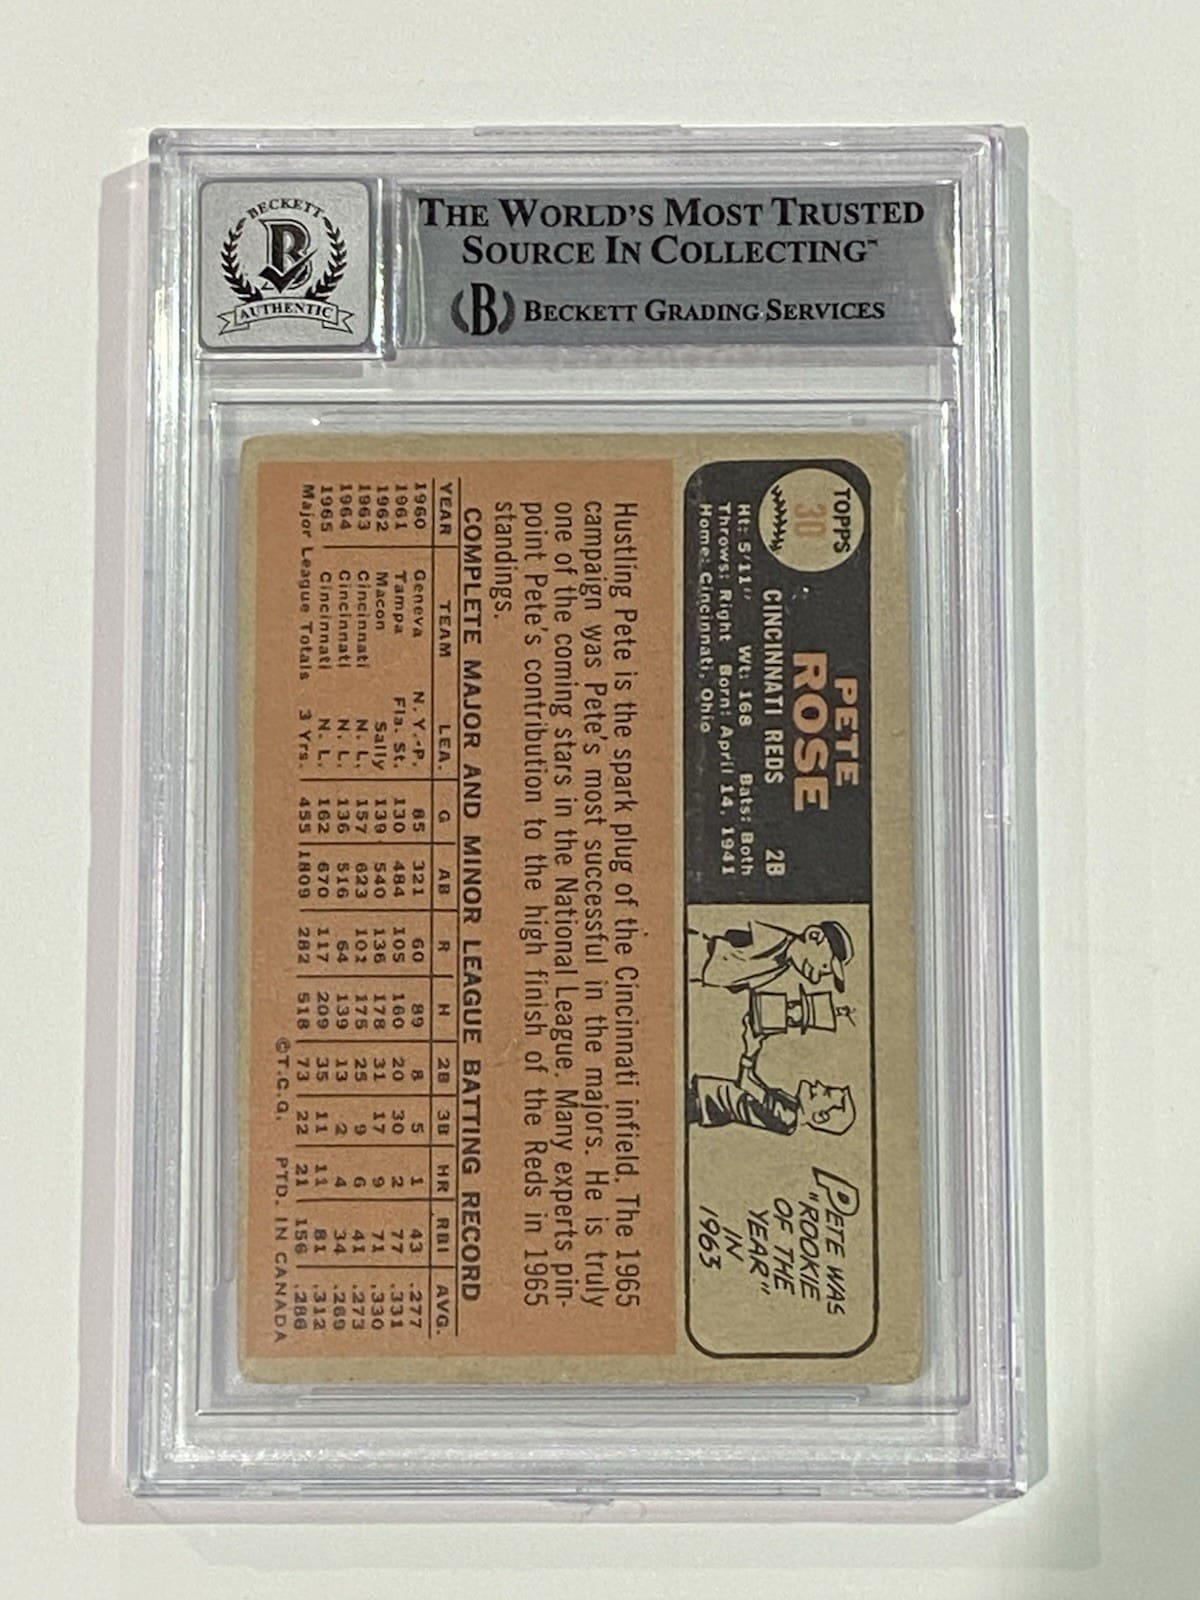 BECKETT
B
AUTHENTIC
THE WORLD'S MOST TRUSTED
SOURCE IN COLLECTING™
(B) BECKETT GRADING SERVICES
TOPPS
30
PETE
ROSE
CINCINNATI REDS 2B
Ht: 5'11" Wt: 168 Bats: Both
Throws: Right Born: April 14, 1941
Home: Cincinnati, Ohio
PETE WAS
"ROOKIE
OF THE
YEAR"
IN
1963
Hustling Pete is the spark plug of the Cincinnati infield. The 1965
campaign was Pete's most successful in the majors. He is truly
one of the coming stars in the National League. Many experts pin-
point Pete's contribution to the high finish of the Reds in 1965
standings.
COMPLETE MAJOR AND MINOR LEAGUE BATTING RECORD
YEAR TEAM LEA. G AB R H 2B 3B HR RBI AVG.
1960 Geneva N.Y.-P. 85 321 60 89 8 5 1 43 .277
1961 Tampa Fla. St. 130 484 105 160 20 30 2 77 .331
1962 Macon Sally 139 540 136 178 31 17 9 71 .330
1963 Cincinnati N. L. 157 623 101 175 25 9 6 41 .273
1964 Cincinnati N. L. 136 516 64 139 13 2 4 34 .269
1965 Cincinnati N. L. 162 670 117 209 35 11 11 81 .312
Major League Totals 3 Yrs. 455 1809 282 518 73 22 21 156 .286
©T.C.G. PTD. IN CANADA